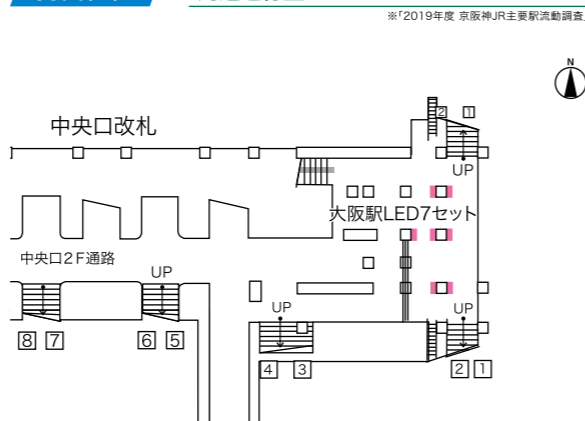 ※「2019年度 京阪神JR主要駅流動調査」
N
中央口改札
2 1
UP
大阪駅LED7セット
中央口2F通路
UP
UP
UP
8 7
6 5
4 3
2 1